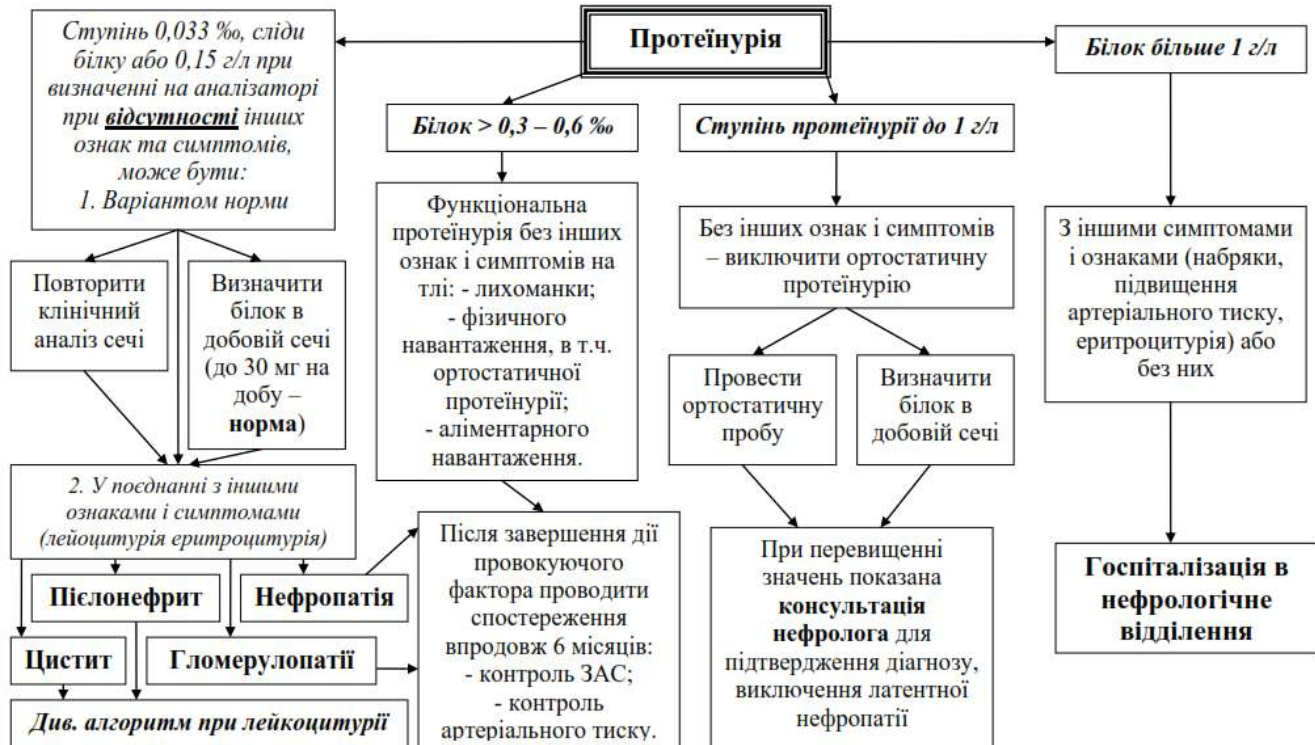 Протеїнурія
Ступінь 0,033 ‰, сліди
білку або 0,15 г/л при
визначенні на аналізаторі
при відсутності інших
ознак та симптомів,
може бути:
1. Варіантом норми
Повторити
клінічний
аналіз сечі
Визначити
білок в
добовій сечі
(до 30 мг на
добу –
норма)
2. У поєднанні з іншими
ознаками і симптомами
(лейоцитурія еритроцитурія)
Пієлонефрит
Нефропатія
Цистит
Гломерулопатії
Див. алгоритм при лейкоцитурії
Білок > 0,3 – 0,6 ‰
Функціональна
протеїнурія без інших
ознак і симптомів на
тлі: - лихоманки;
- фізичного
навантаження, в т.ч.
ортостатичної
протеїнурії;
- аліментарного
навантаження.
Після завершення дії
провокуючого
фактора проводити
спостереження
впродовж 6 місяців:
- контроль ЗАС;
- контроль
артеріального тиску.
Ступінь протеїнурії до 1 г/л
Без інших ознак і симптомів
– виключити ортостатичну
протеїнурію
Провести
ортостатичну
пробу
Визначити
білок в
добовій сечі
При перевищенні
значень показана
консультація
нефролога для
підтвердження діагнозу,
виключення латентної
нефропатії
Білок більше 1 г/л
З іншими симптомами
і ознаками (набряки,
підвищення
артеріального тиску,
еритроцитурія) або
без них
Госпіталізація в
нефрологічне
відділення